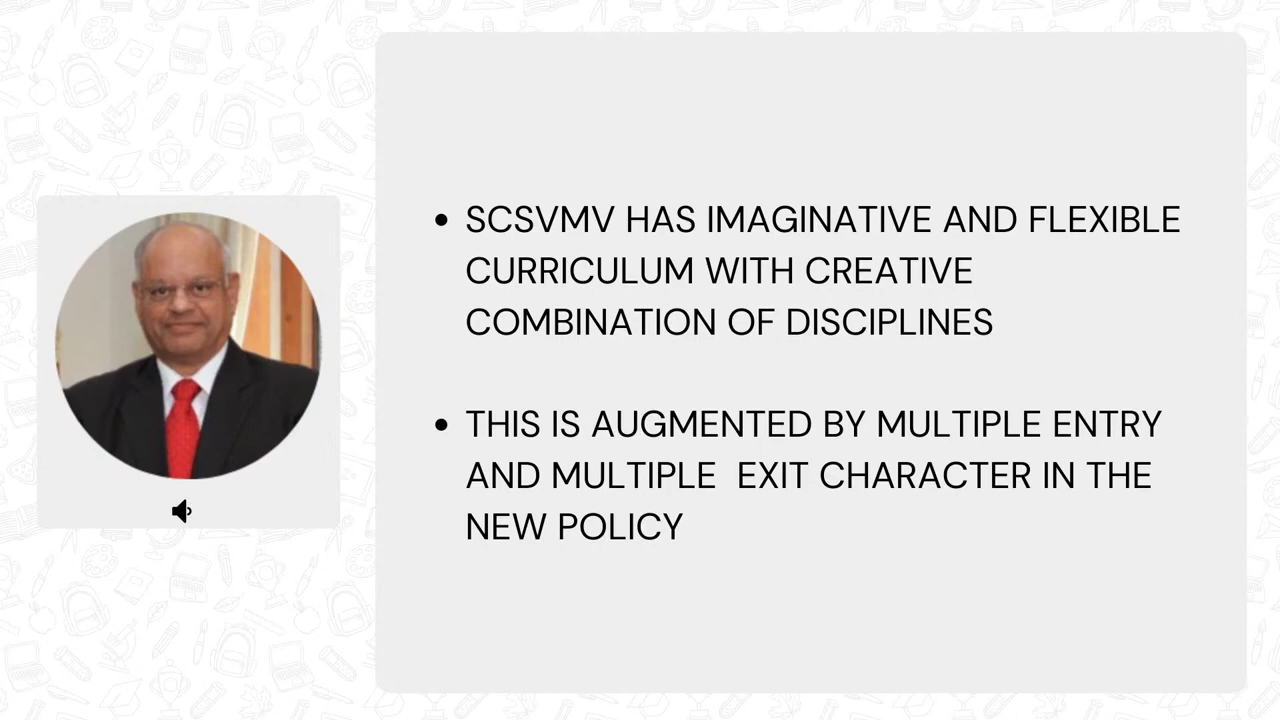 • SCSVMV HAS IMAGINATIVE AND FLEXIBLE
CURRICULUM WITH CREATIVE
COMBINATION OF DISCIPLINES
• THIS IS AUGMENTED BY MULTIPLE ENTRY
AND MULTIPLE  EXIT CHARACTER IN THE
NEW POLICY